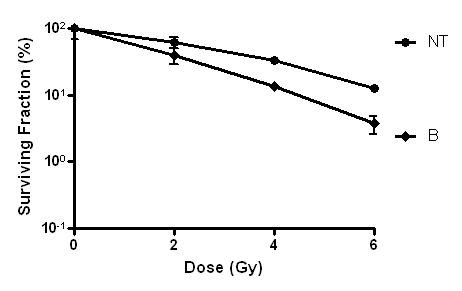 Surviving Fraction (%)
10²
10¹
10⁰
10⁻¹
0 2 4 6
Dose (Gy)
NT
B